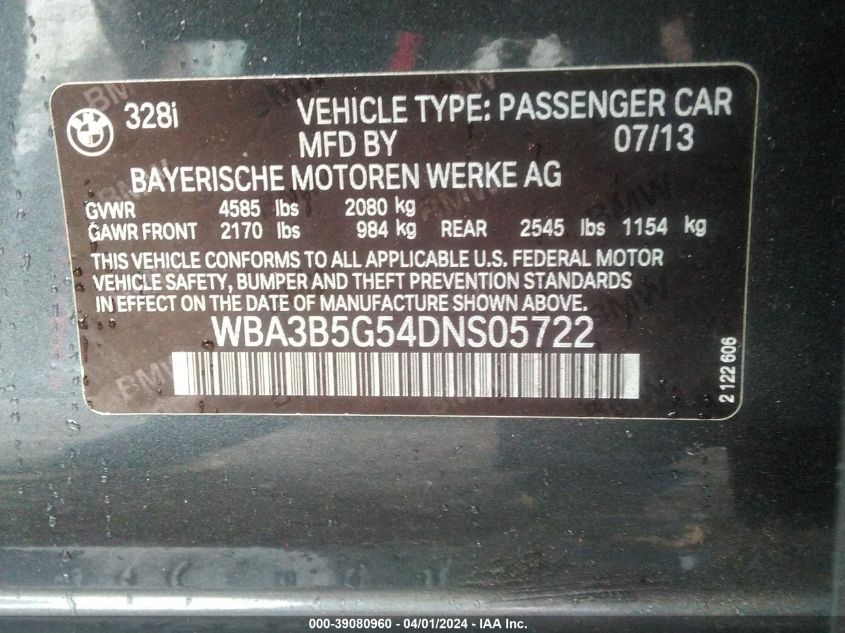 BMW
328i VEHICLE TYPE: PASSENGER CAR
MFD BY 07/13
BAYERISCHE MOTOREN WERKE AG
GVWR 4585 lbs 2080 kg
GAWR FRONT 2170 lbs 984 kg REAR 2545 lbs 1154 kg
THIS VEHICLE CONFORMS TO ALL APPLICABLE U.S. FEDERAL MOTOR
VEHICLE SAFETY, BUMPER AND THEFT PREVENTION STANDARDS
IN EFFECT ON THE DATE OF MANUFACTURE SHOWN ABOVE.
WBA3B5G54DNS05722
2 122 606
000-39080960 - 04/01/2024 - IAA Inc.